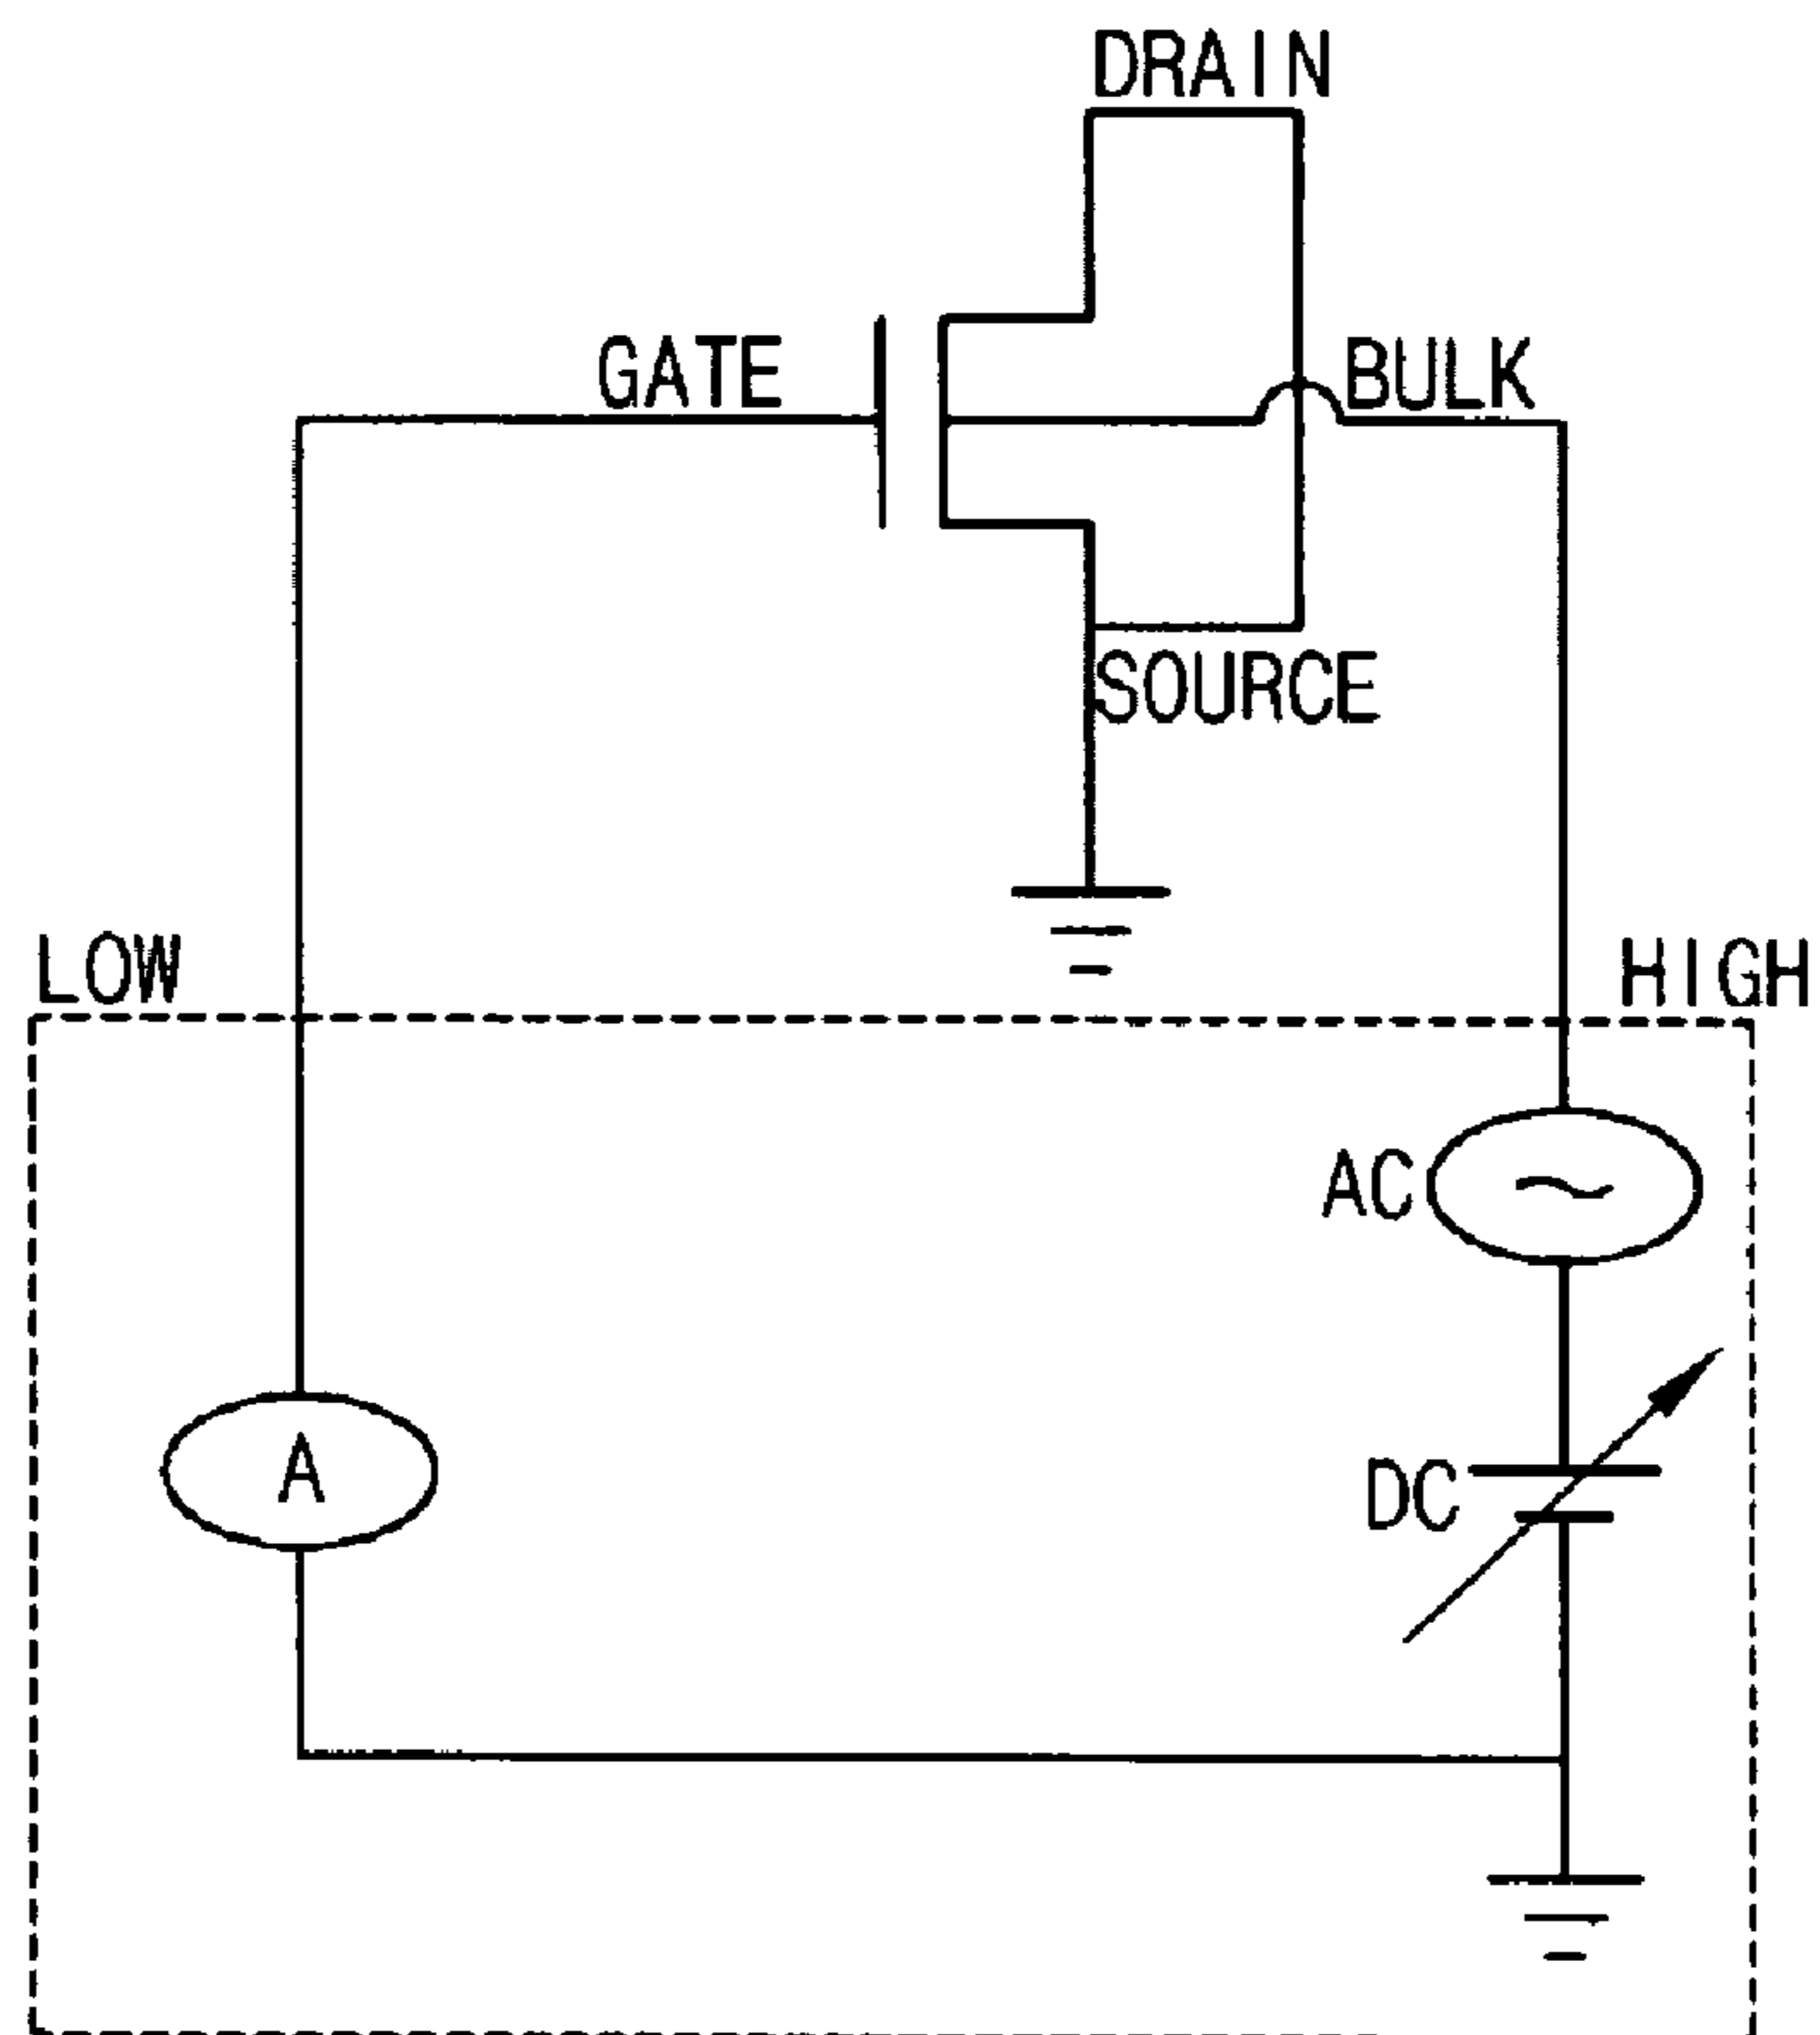 DRAIN
GATE
BULK
SOURCE
LOW
HIGH
AC
A
DC